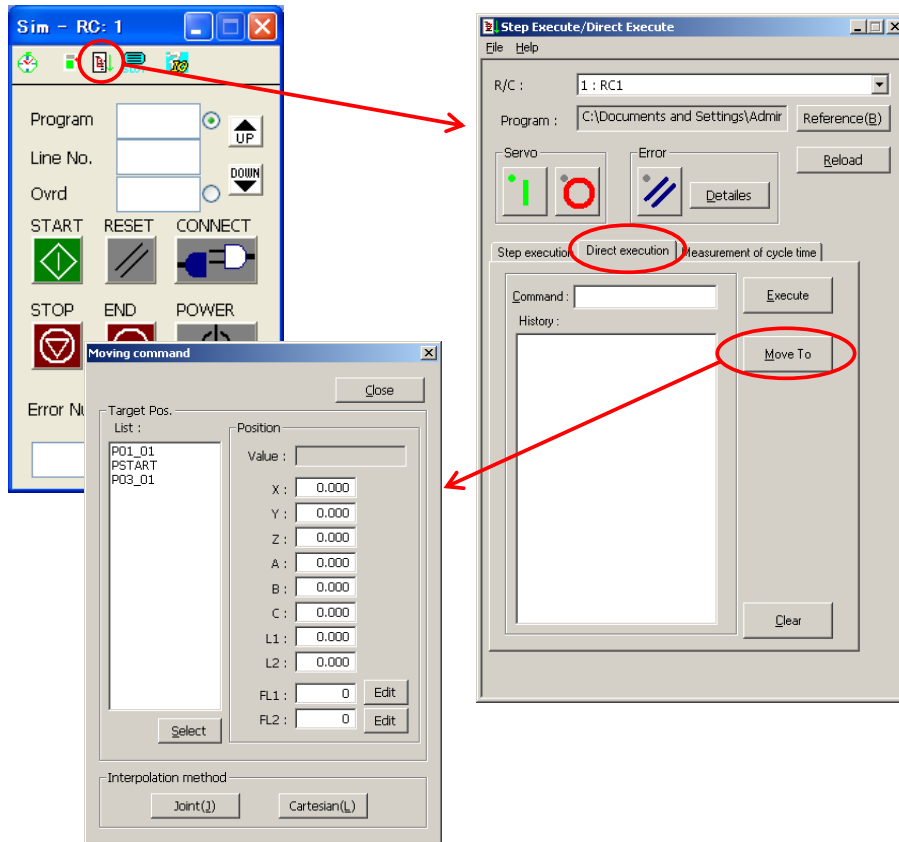 Sim - RC: 1
Program
UP
Line No.
DOWN
Ovrd
START RESET CONNECT
STOP END POWER
Step Execute/Direct Execute
File Help
R/C : 1 : RC1
Program : C:\Documents and Settings\Admir Reference(B)
Servo Error Reload
Detailes
Step execution Direct execution Measurement of cycle time
Command : Execute
History :
Move To
Clear
Moving command
Close
Target Pos.
List : Position
P01_01
PSTART
P03_01
Value :
X : 0.000
Y : 0.000
Z : 0.000
A : 0.000
B : 0.000
C : 0.000
L1 : 0.000
L2 : 0.000
FL1 : 0 Edit
FL2 : 0 Edit
Select
Interpolation method
Joint(J) Cartesian(L)
Error Nu